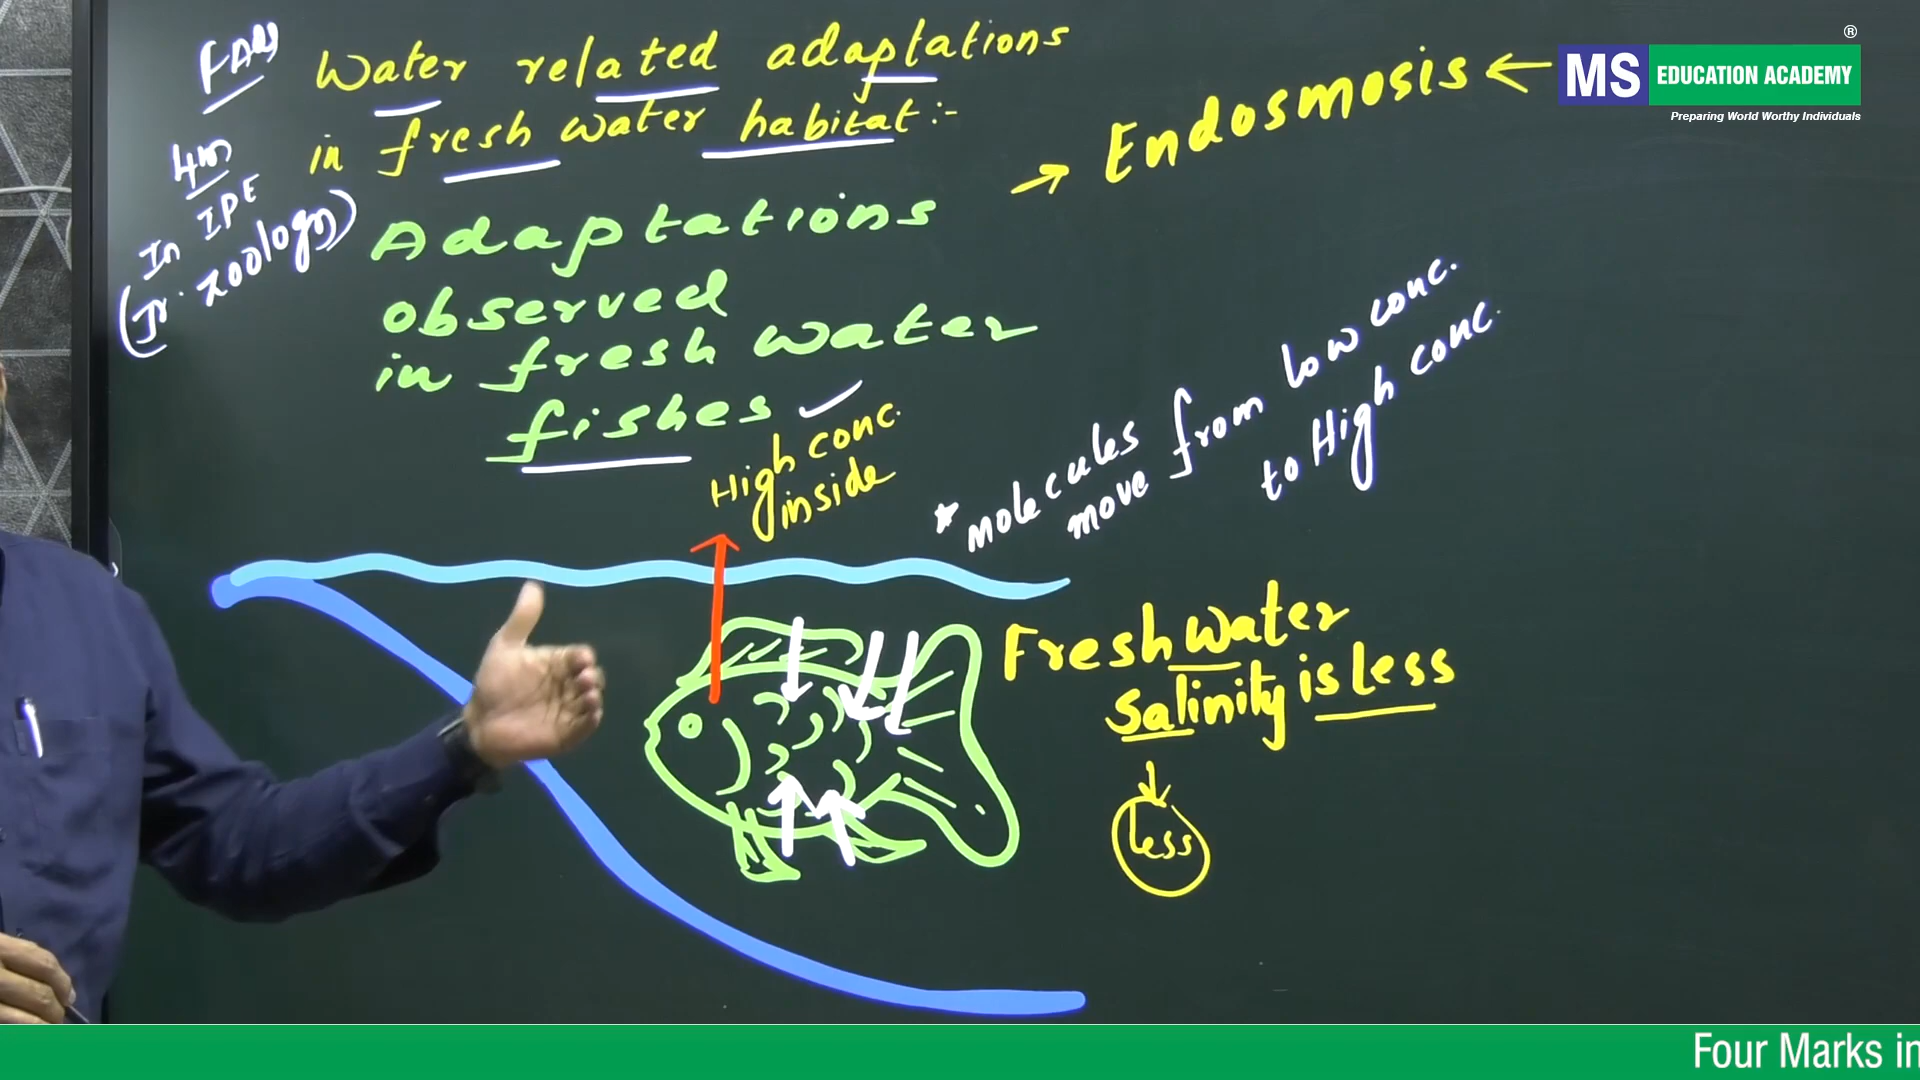 FAQ
4m
In IPE
(Jr. zoology)
Water related adaptations
in fresh water habitat:-
Adaptations
observed
in fresh water
fishes
High conc.
inside
→ Endosmosis ←
* molecules move from low conc.
to High conc.
Fresh water
salinity is Less
Less
MS EDUCATION ACADEMY
®
Preparing World Worthy Individuals
Four Marks in